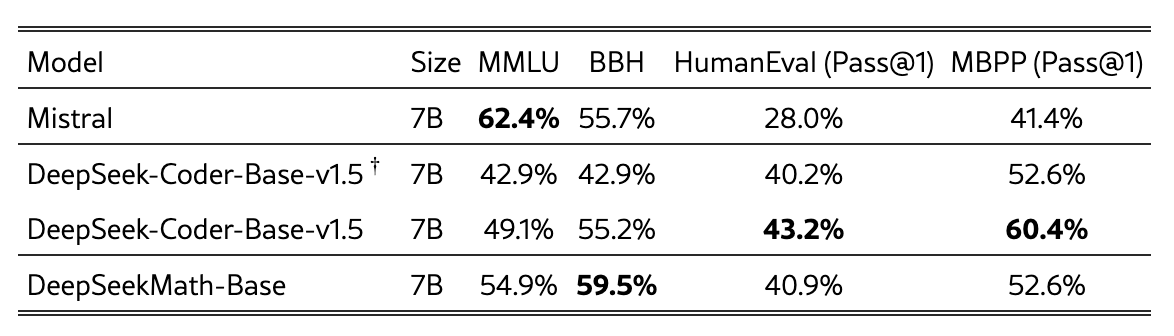 Model Size MMLU BBH HumanEval (Pass@1) MBPP (Pass@1)
Mistral 7B 62.4% 55.7% 28.0% 41.4%
DeepSeek-Coder-Base-v1.5 † 7B 42.9% 42.9% 40.2% 52.6%
DeepSeek-Coder-Base-v1.5 7B 49.1% 55.2% 43.2% 60.4%
DeepSeekMath-Base 7B 54.9% 59.5% 40.9% 52.6%